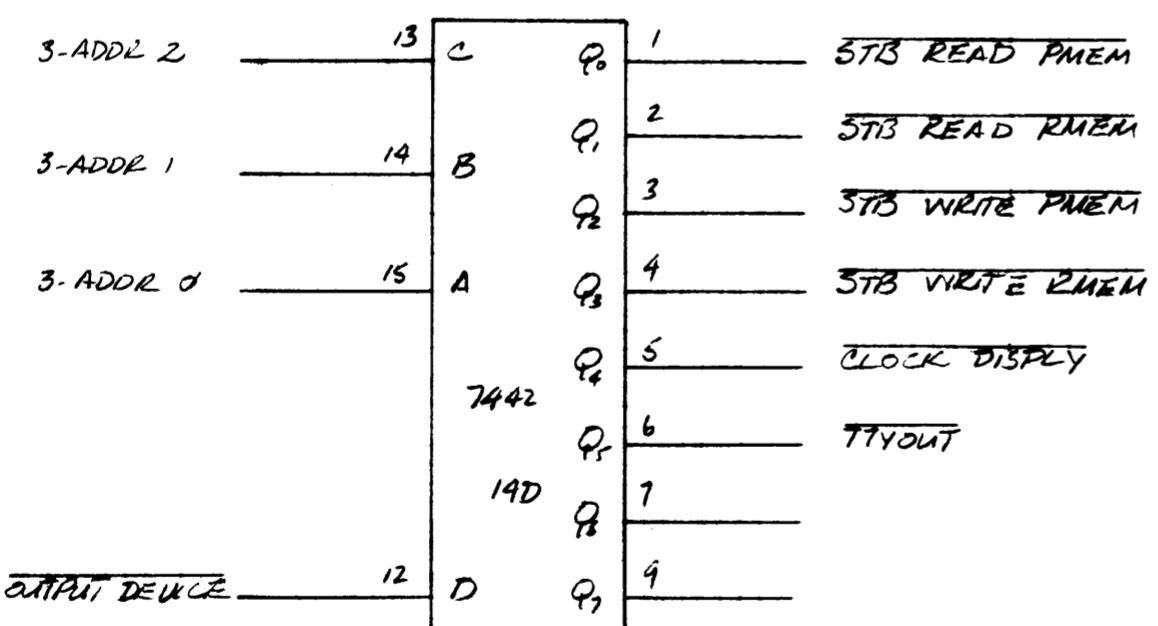 3-ADDR 2 13 C Q0 1 STB READ PMEM
Q1 2 STB READ RMEM
3-ADDR 1 14 B
Q2 3 STB WRITE PMEM
3-ADDR 0 15 A Q3 4 STB WRITE RMEM
Q4 5 CLOCK DISPLY
7442
Q5 6 TTYOUT
14D
Q6 7
OUTPUT DEVICE 12 D Q7 9